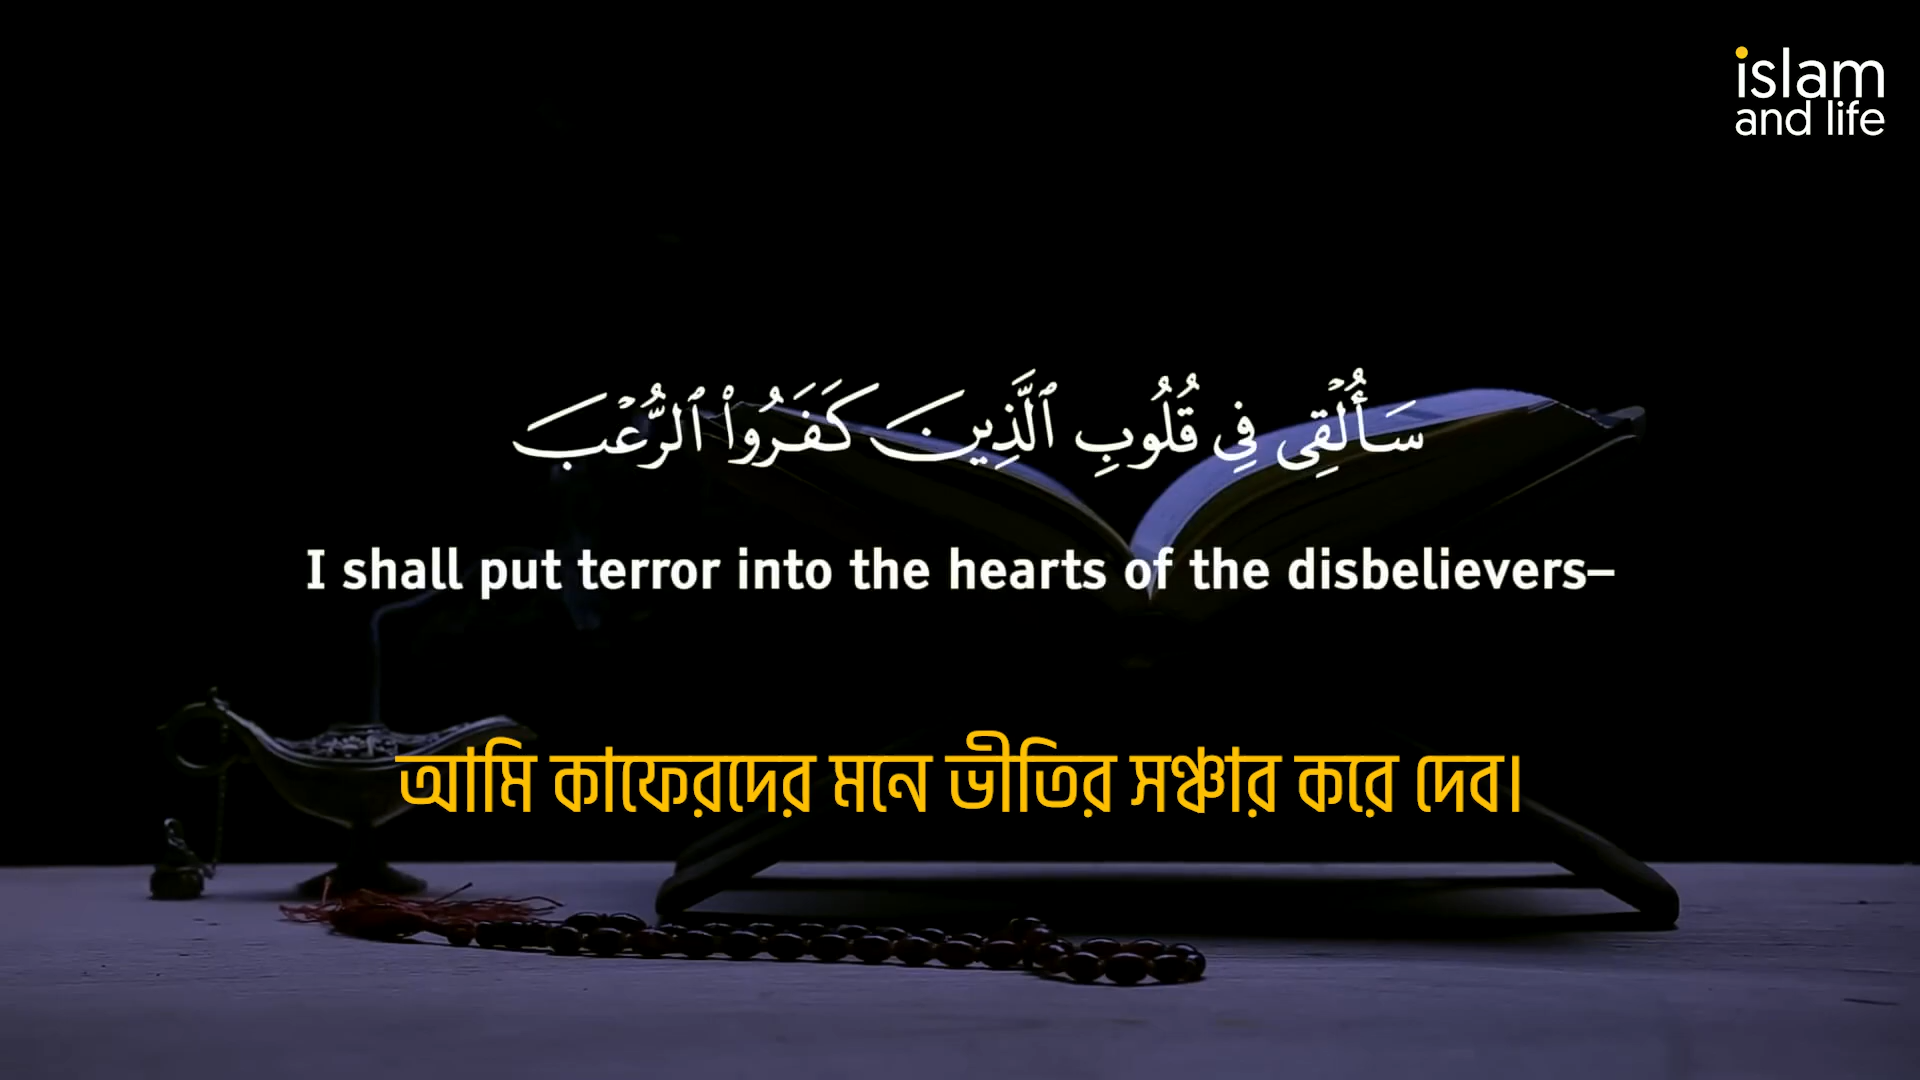 islam
and life
سَأُلْقِى فِى قُلُوبِ ٱلَّذِينَ كَفَرُوا۟ ٱلرُّعْبَ
I shall put terror into the hearts of the disbelievers–
আমি কাফেরদের মনে ভীতির সঞ্চার করে দেব।